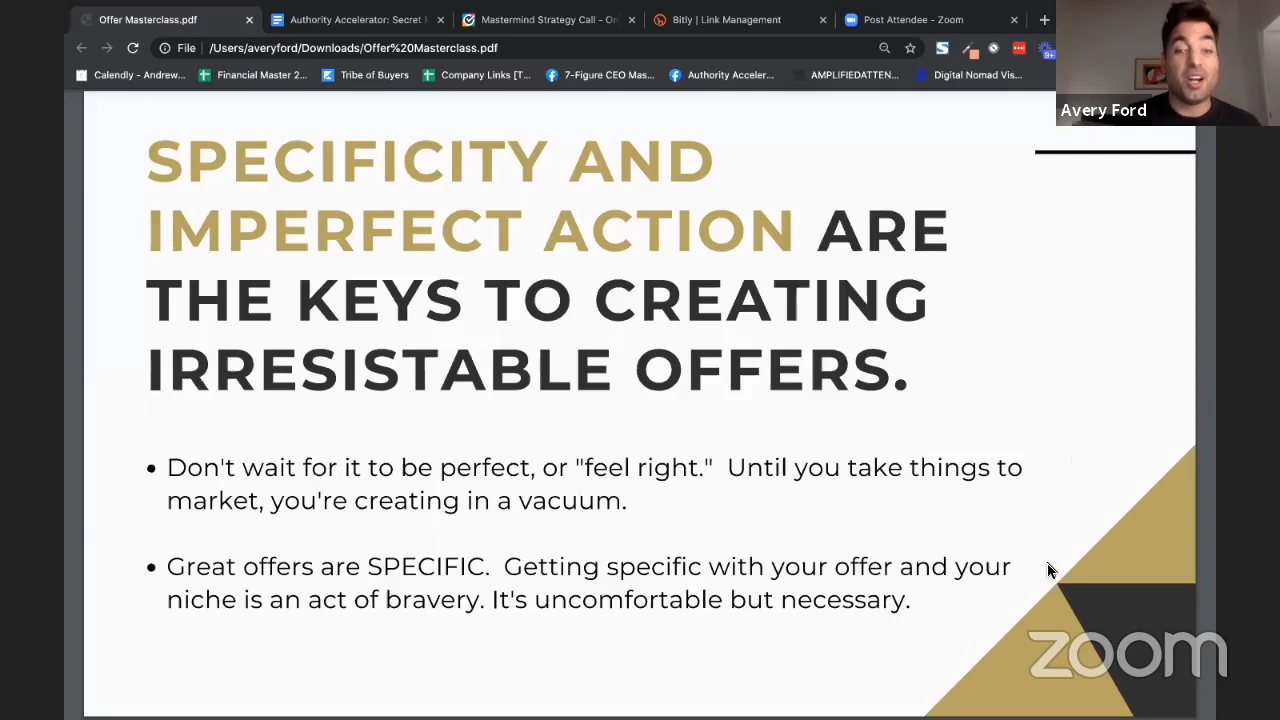 Offer Masterclass.pdf
Authority Accelerator: Secret
Mastermind Strategy Call - On
Bitly | Link Management
Post Attendee - Zoom
File /Users/averyford/Downloads/Offer%20Masterclass.pdf
9+
Calendly - Andrew...
Financial Master 2...
Tribe of Buyers
Company Links [T...
7-Figure CEO Mas...
Authority Acceler...
AMPLIFIEDATTEN...
Digital Nomad Vis...
Avery Ford
SPECIFICITY AND
IMPERFECT ACTION ARE
THE KEYS TO CREATING
IRRESISTABLE OFFERS.
• Don't wait for it to be perfect, or "feel right." Until you take things to
market, you're creating in a vacuum.
• Great offers are SPECIFIC. Getting specific with your offer and your
niche is an act of bravery. It's uncomfortable but necessary.
zoom